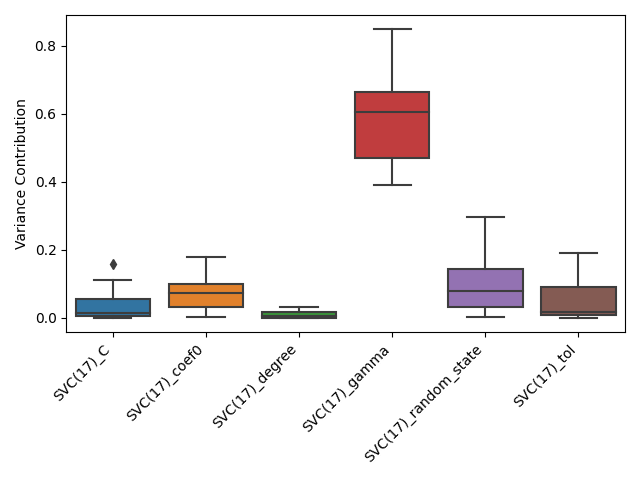 Variance Contribution
0.8
0.6
0.4
0.2
0.0
SVC(17)_C
SVC(17)_coef0
SVC(17)_degree
SVC(17)_gamma
SVC(17)_random_state
SVC(17)_tol